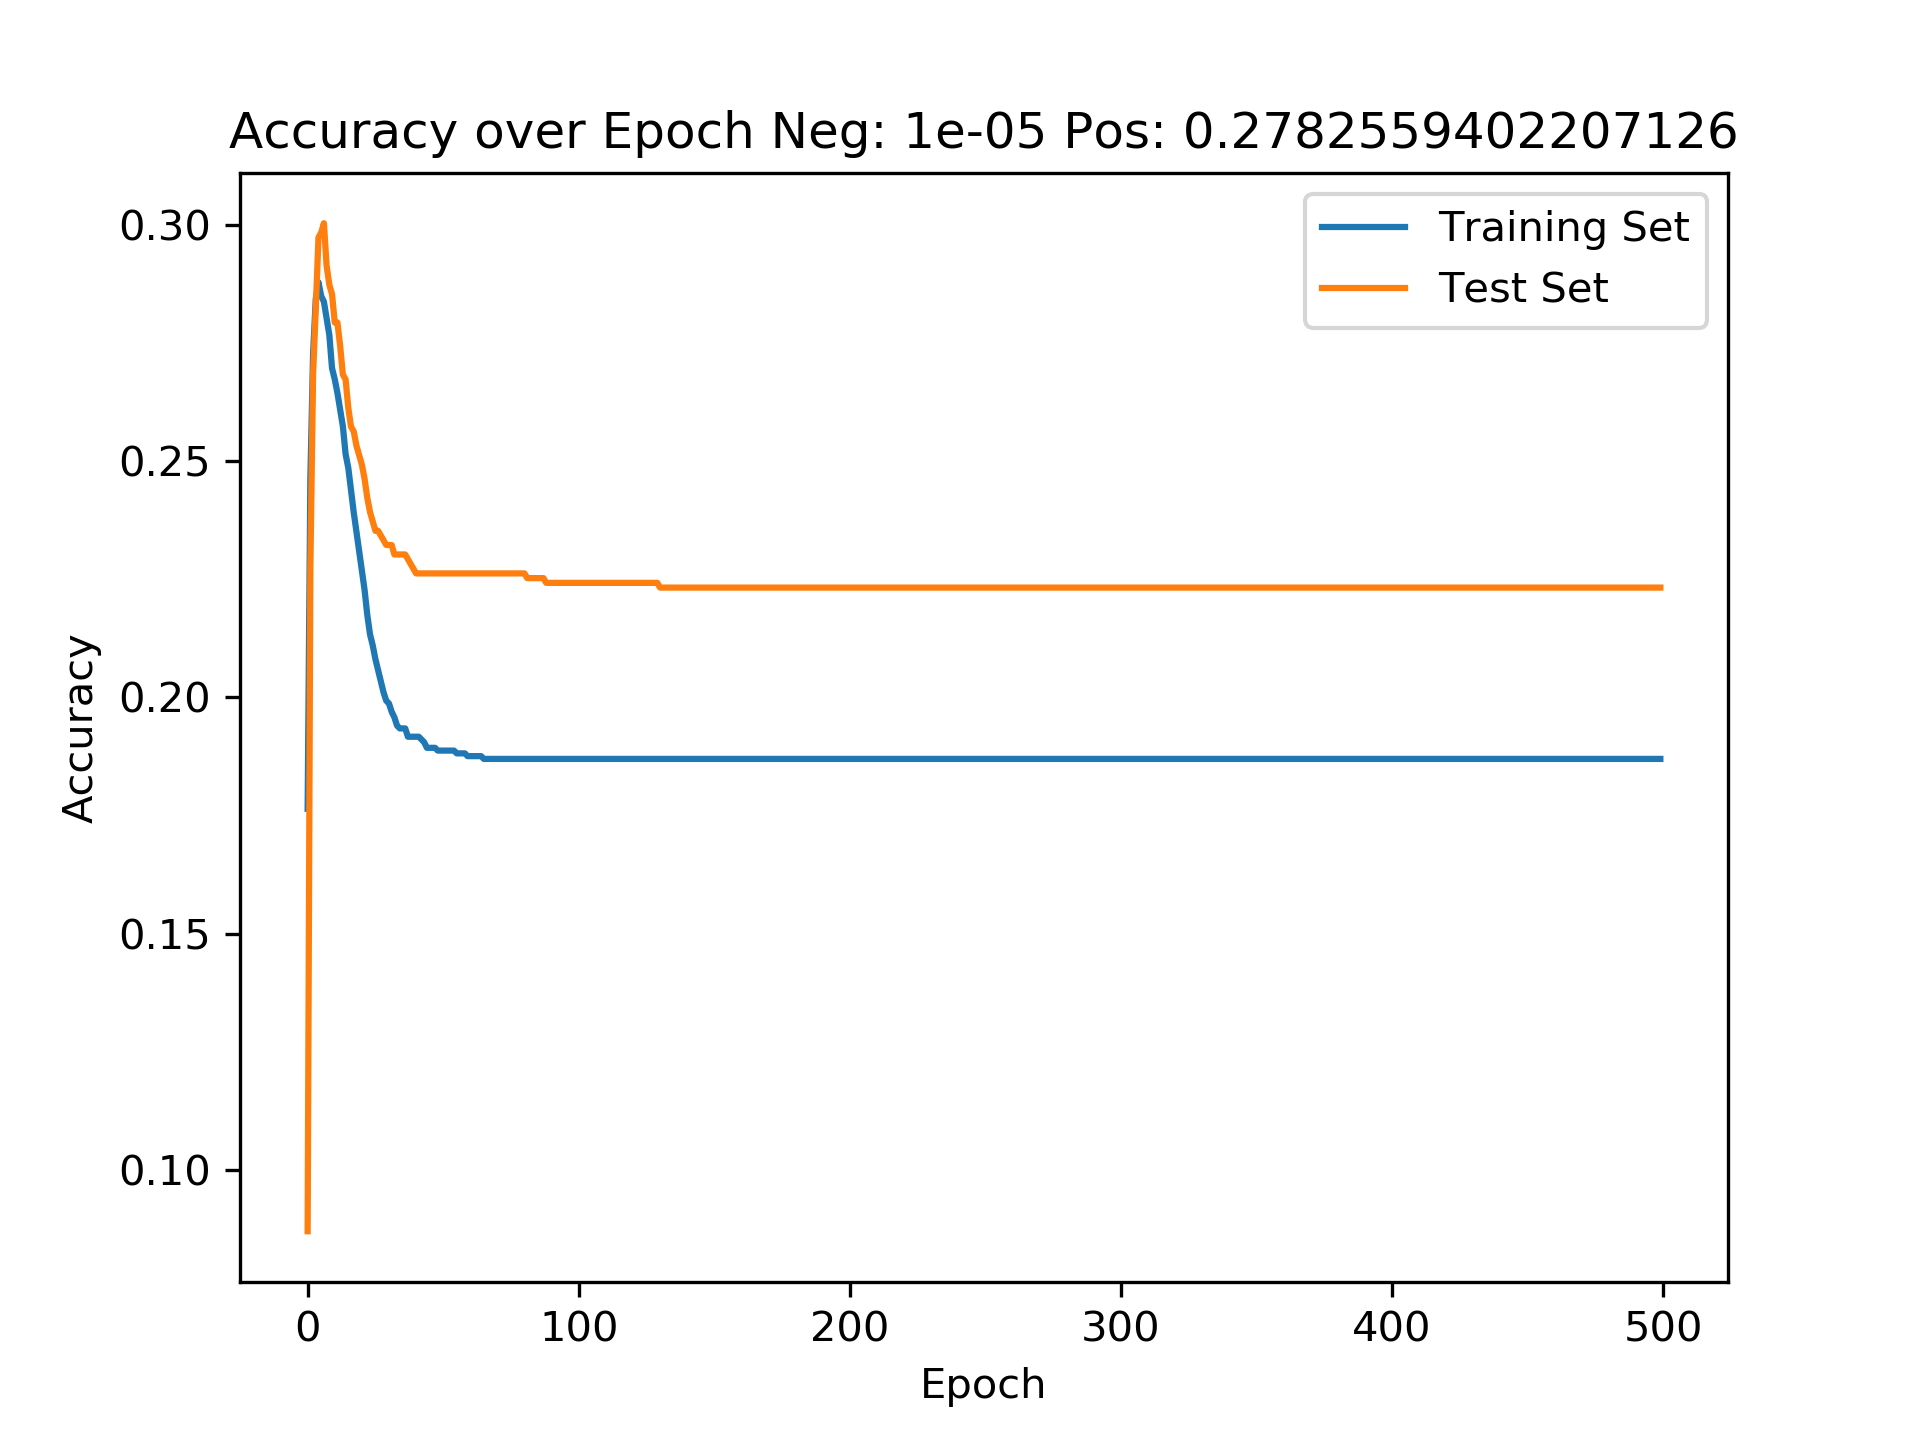 Accuracy over Epoch Neg: 1e-05 Pos: 0.2782559402207126
Training Set
Test Set
0.30
0.25
0.20
0.15
0.10
Accuracy
0 100 200 300 400 500
Epoch